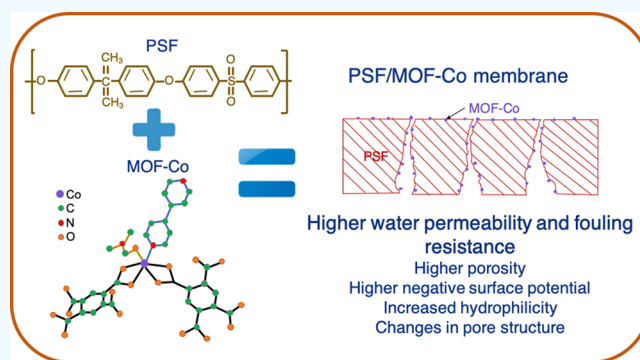 PSF
CH₃
O
O
O
S
O
CH₃
+
MOF-Co
Co
C
N
O
=
PSF/MOF-Co membrane
MOF-Co
PSF
Higher water permeability and fouling
resistance
Higher porosity
Higher negative surface potential
Increased hydrophilicity
Changes in pore structure